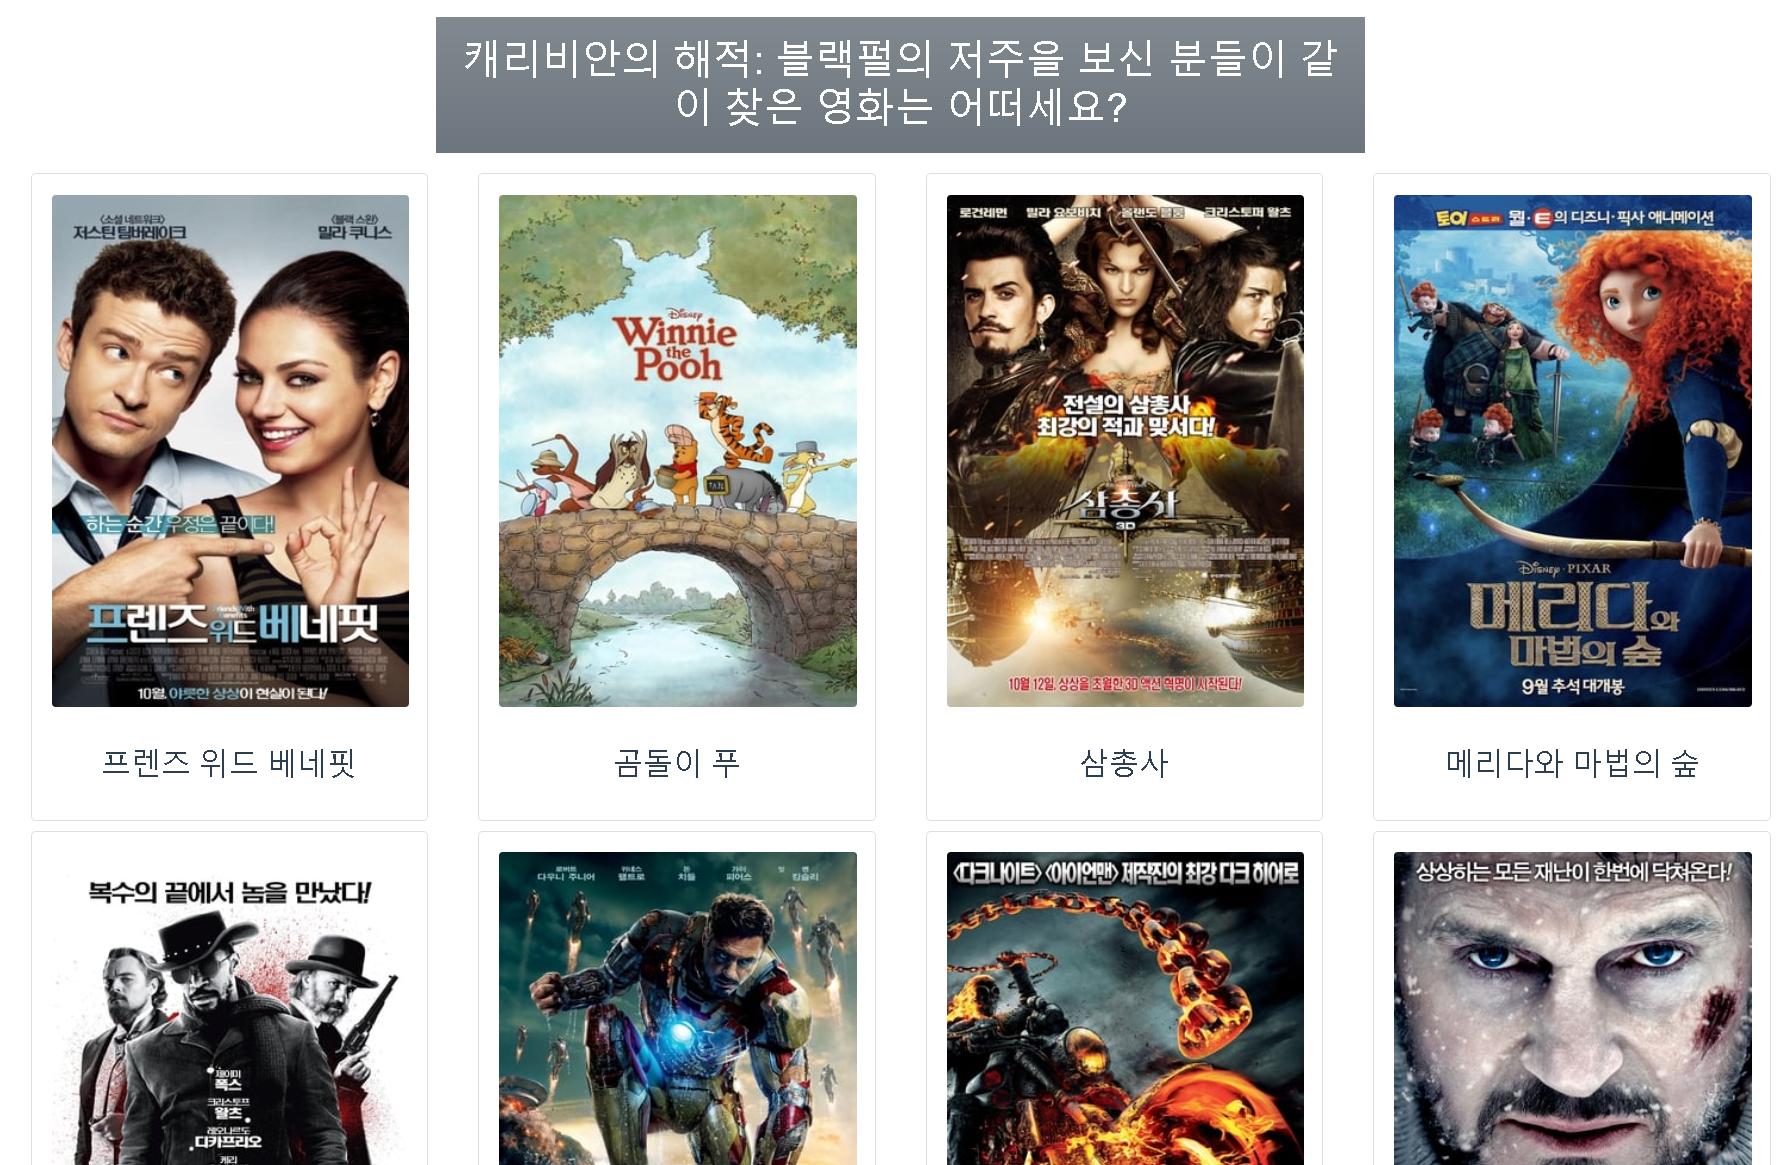 캐리비안의 해적: 블랙펄의 저주을 보신 분들이 같
이 찾은 영화는 어떠세요?
<소셜 네트워크>
저스틴 팀버레이크
<블랙 스완>
밀라 쿠니스
하는 순간 우정은 끝이다!
프렌즈 위드 베네핏
Friends With
Benefits
10월, 아찔한 상상이 현실이 된다!
프렌즈 위드 베네핏
Disney
Winnie
the
Pooh
곰돌이 푸
로건레먼 밀라 요보비치 올랜도 블룸 크리스토퍼 왈츠
전설의 삼총사
최강의 적과 맞서다!
삼총사
3D
10월 12일, 상상을 초월한 3D 액션 혁명이 시작된다!
삼총사
토이 스토리 월·E의 디즈니·픽사 애니메이션
Disney·PIXAR
메리다와
마법의 숲
9월 추석 대개봉
메리다와 마법의 숲
복수의 끝에서 놈을 만났다!
제이미
폭스
크리스토프
왈츠
레오나르도
디카프리오
케리
로버트
다우니 주니어
기네스
팰트로
돈
치들
가이
피어스
벤
킹슬리
<다크나이트> <아이언맨> 제작진의 최강 다크 히어로
상상하는 모든 재난이 한번에 닥쳐온다!